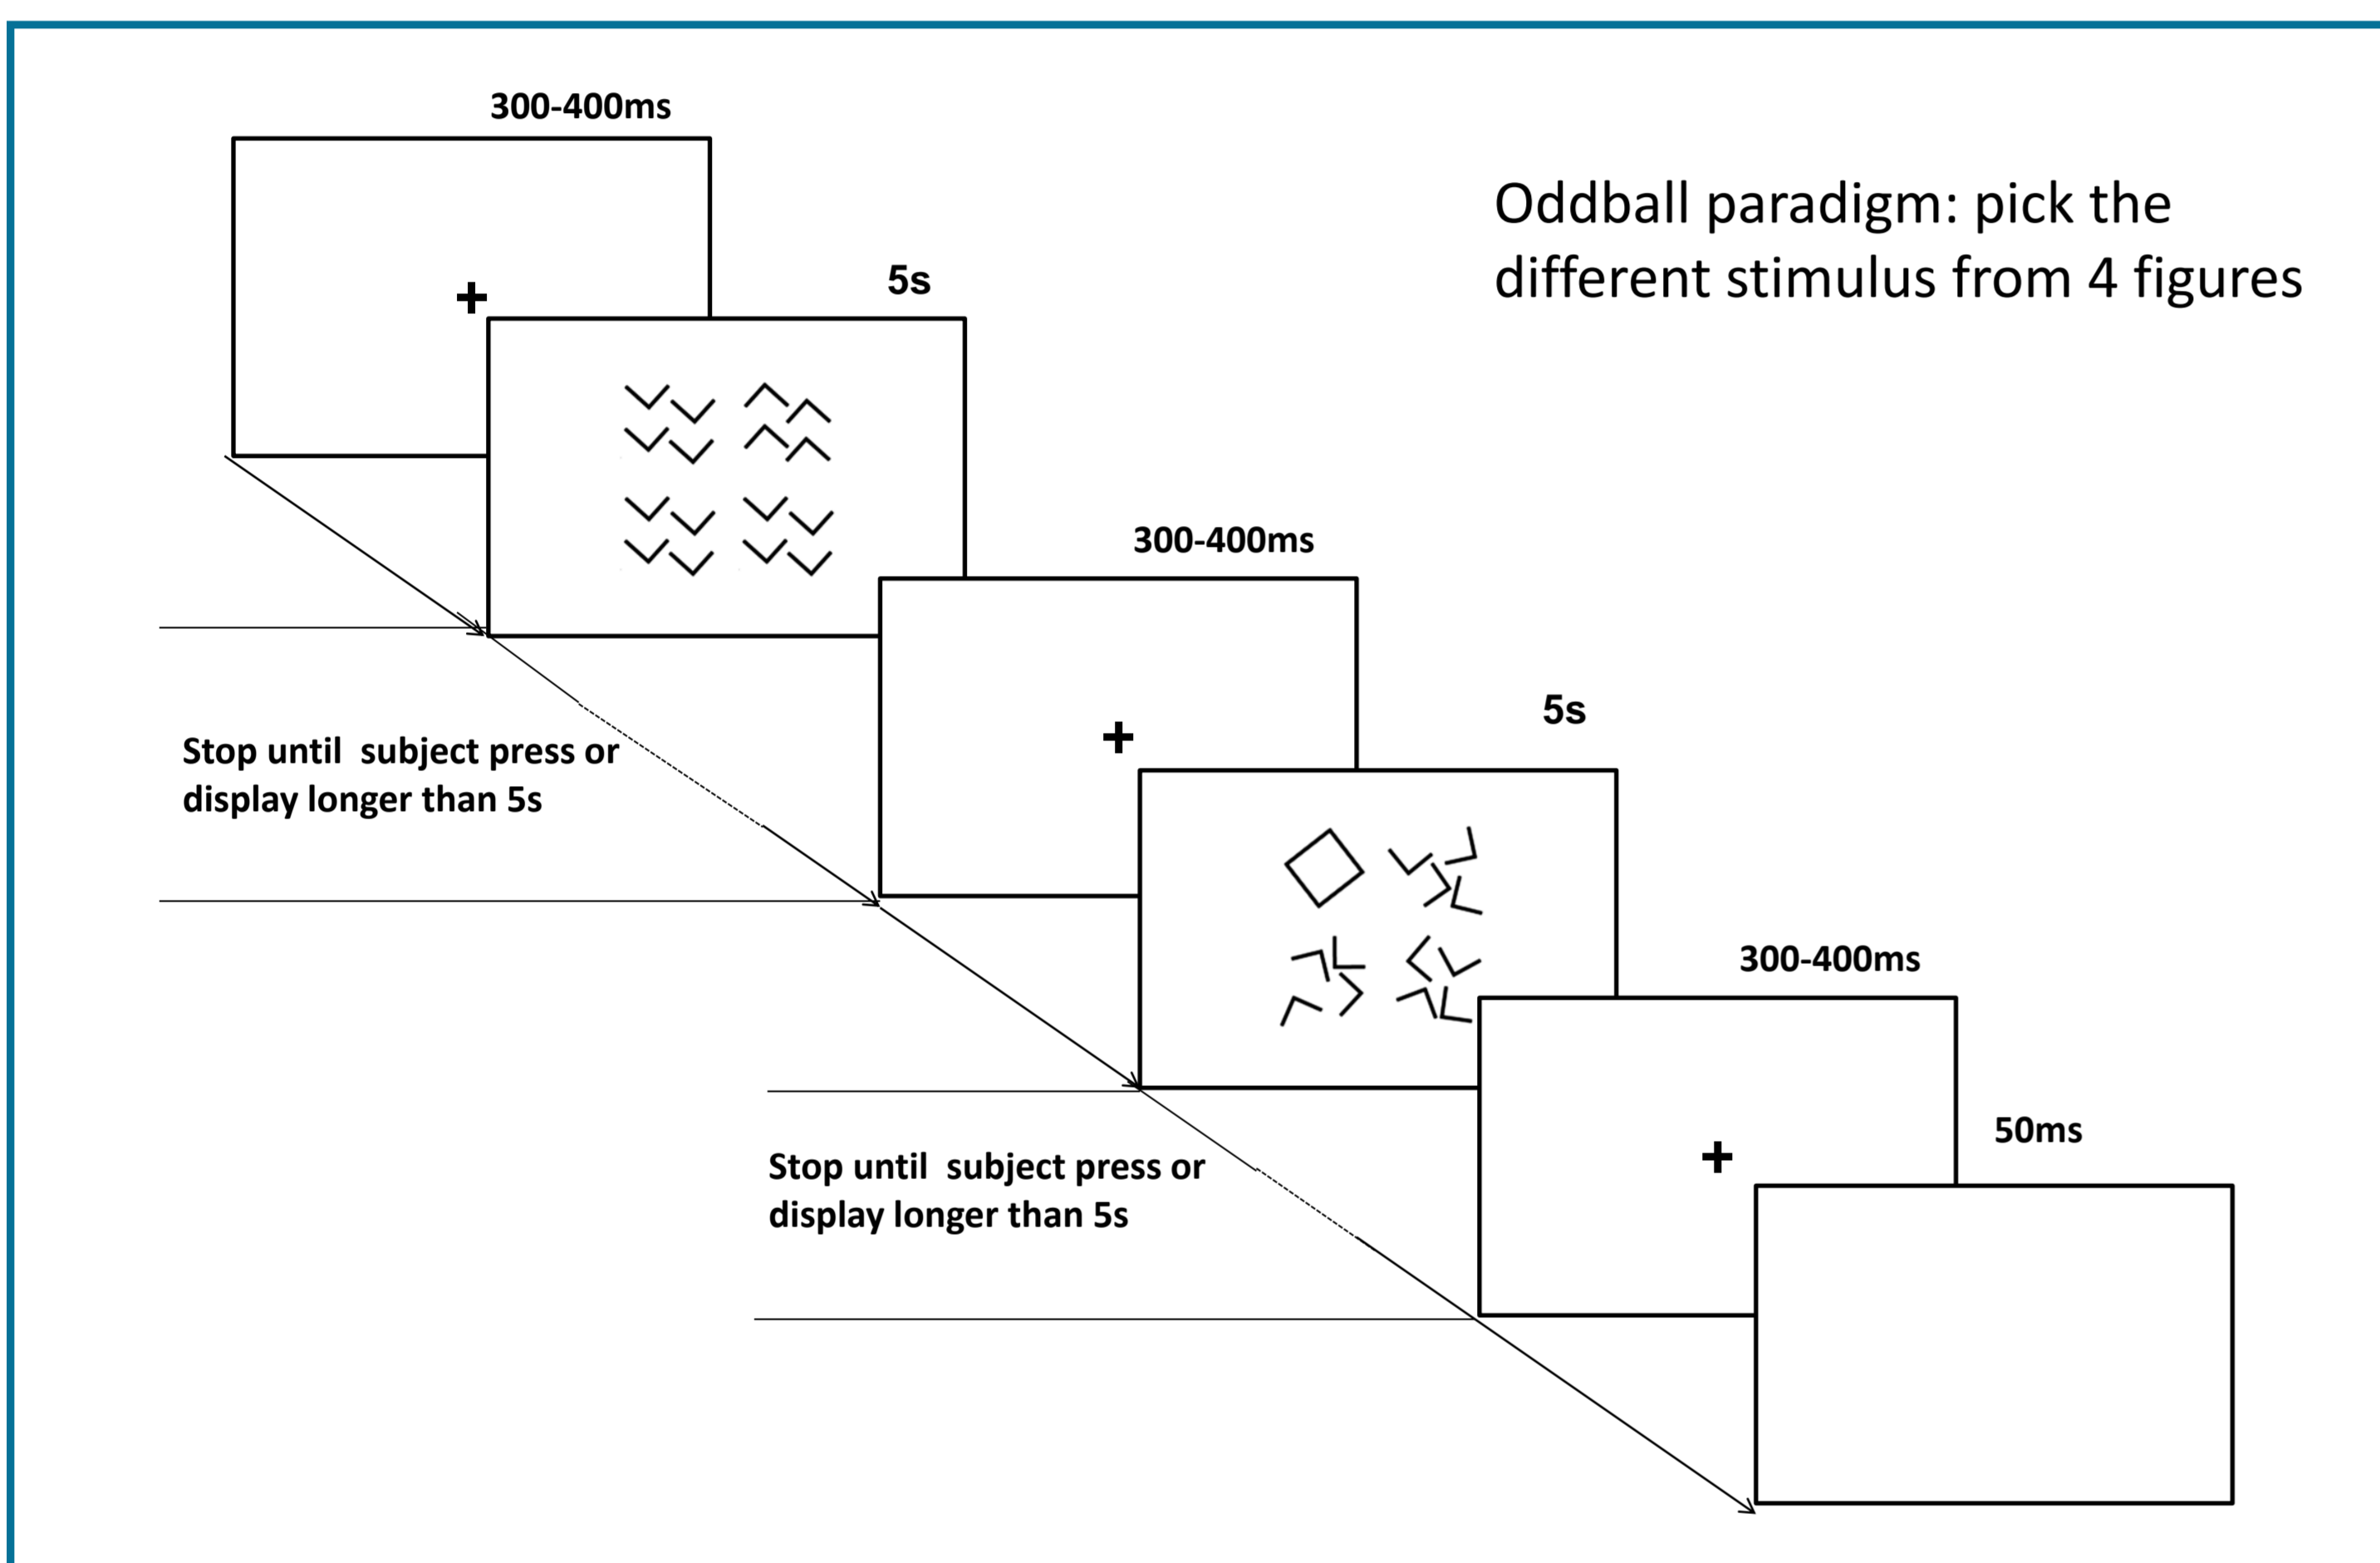 300-400ms
Oddball paradigm: pick the
different stimulus from 4 figures
5s
300-400ms
5s
Stop until  subject press or
display longer than 5s
300-400ms
50ms
Stop until  subject press or
display longer than 5s